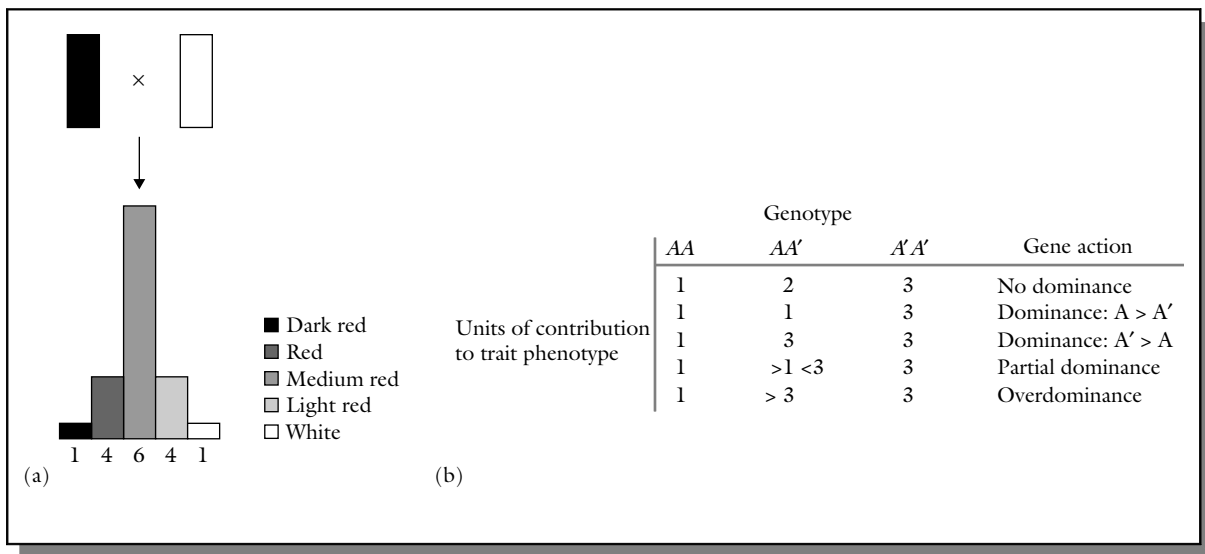 ×
Dark red
Red
Medium red
Light red
White
1 4 6 4 1
(a)
Genotype
AA AA′ A′A′ Gene action
Units of contribution
to trait phenotype
1 2 3 No dominance
1 1 3 Dominance: A > A′
1 3 3 Dominance: A′ > A
1 >1 <3 3 Partial dominance
1 > 3 3 Overdominance
(b)